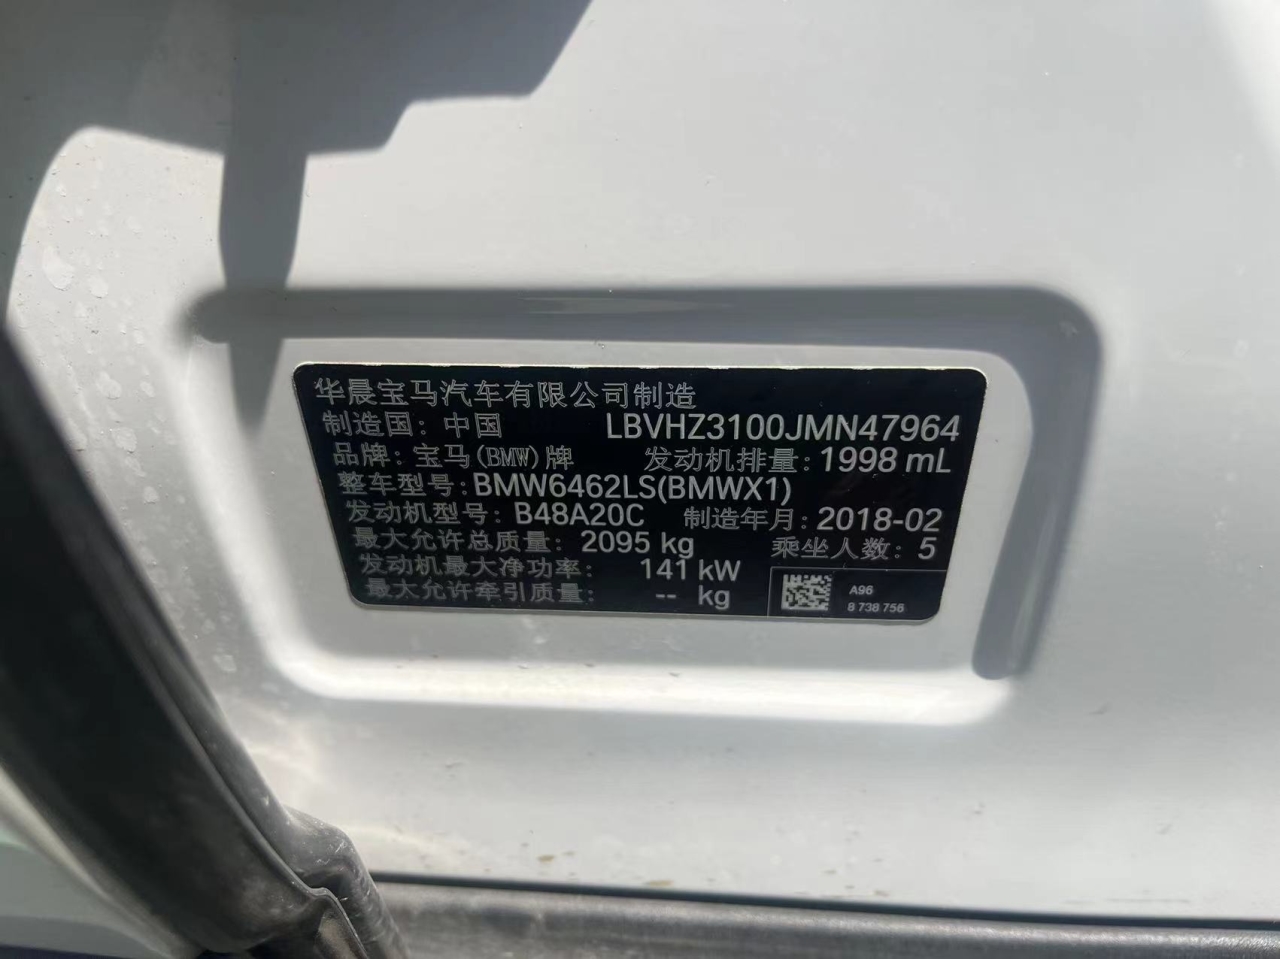 华晨宝马汽车有限公司制造
制造国：中国 LBVHZ3100JMN47964
品牌：宝马(BMW)牌 发动机排量：1998 mL
整车型号：BMW6462LS(BMWX1)
发动机型号：B48A20C 制造年月：2018-02
最大允许总质量：2095 kg 乘坐人数：5
发动机最大净功率：141 kW
最大允许牵引质量：-- kg
A96
8 738 756